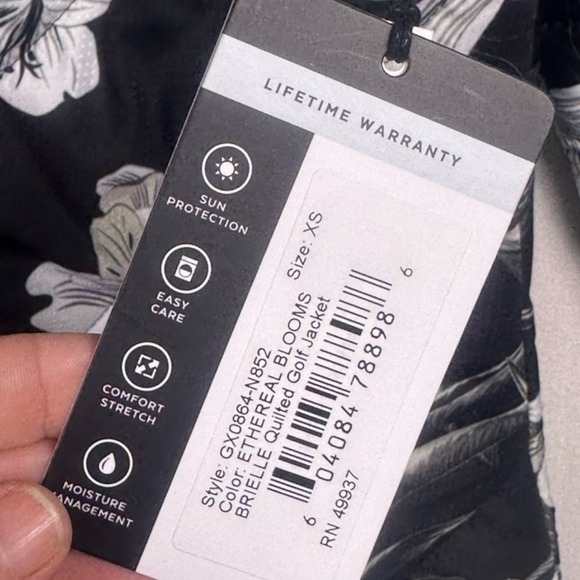 LIFETIME WARRANTY
SUN
PROTECTION
EASY
CARE
COMFORT
STRETCH
MOISTURE
MANAGEMENT
Style: GX0864-N852
Color: ETHEREAL BLOOMS
BRIELLE Quilted Golf Jacket
Size: XS
6 04084 78898 6
RN 49937